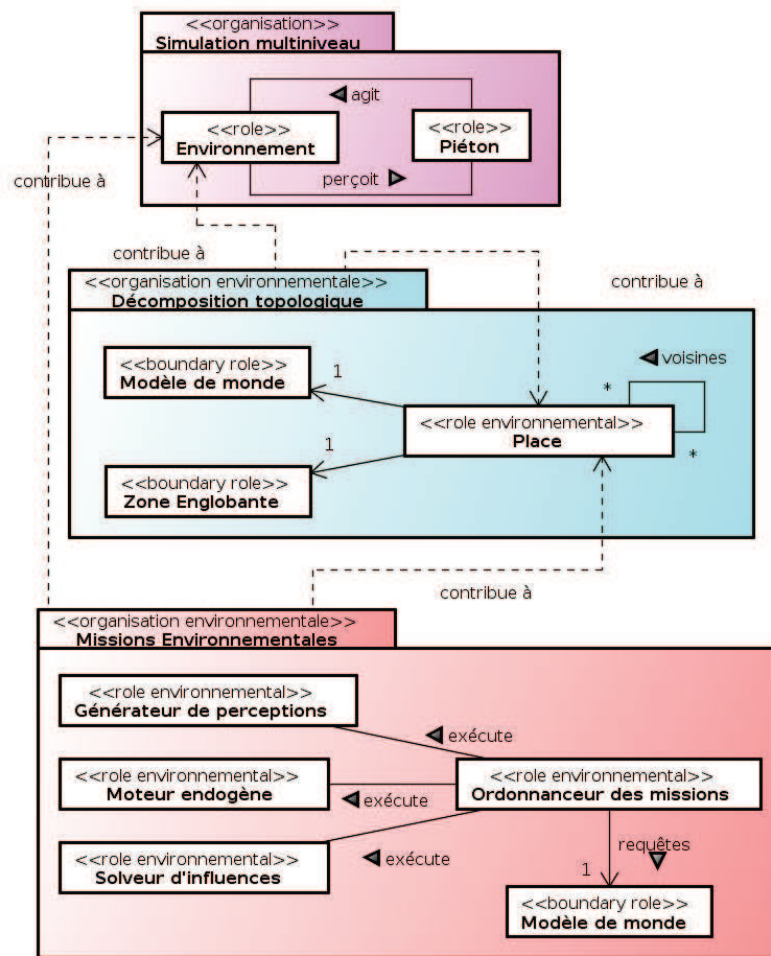 <<organisation>>
Simulation multiniveau
agit
<<role>>
Environnement
<<role>>
Piéton
perçoit
contribue à
contribue à
<<organisation environnementale>>
Décomposition topologique
contribue à
<<boundary role>>
Modèle de monde
1
voisines
*
<<role environnemental>>
Place
*
1
<<boundary role>>
Zone Englobante
contribue à
<<organisation environnementale>>
Missions Environnementales
<<role environnemental>>
Générateur de perceptions
exécute
<<role environnemental>>
Moteur endogène
exécute
<<role environnemental>>
Ordonnanceur des missions
<<role environnemental>>
Solveur d'influences
exécute
requêtes
1
<<boundary role>>
Modèle de monde